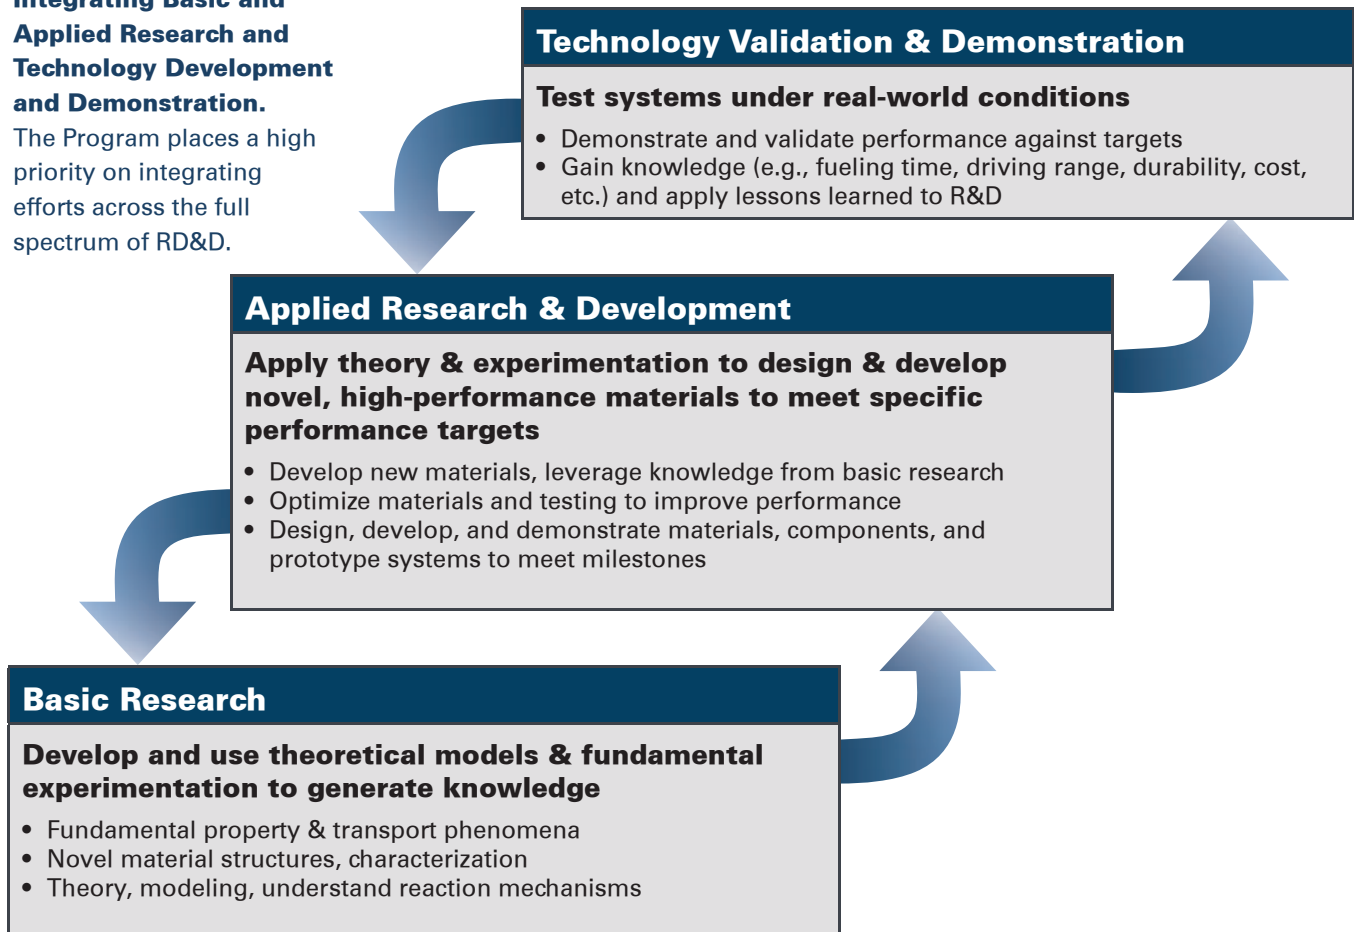 Integrating Basic and
Applied Research and
Technology Development
and Demonstration.
The Program places a high
priority on integrating
efforts across the full
spectrum of RD&D.
Technology Validation & Demonstration
Test systems under real-world conditions
• Demonstrate and validate performance against targets
• Gain knowledge (e.g., fueling time, driving range, durability, cost,
etc.) and apply lessons learned to R&D
Applied Research & Development
Apply theory & experimentation to design & develop
novel, high-performance materials to meet specific
performance targets
• Develop new materials, leverage knowledge from basic research
• Optimize materials and testing to improve performance
• Design, develop, and demonstrate materials, components, and
prototype systems to meet milestones
Basic Research
Develop and use theoretical models & fundamental
experimentation to generate knowledge
• Fundamental property & transport phenomena
• Novel material structures, characterization
• Theory, modeling, understand reaction mechanisms